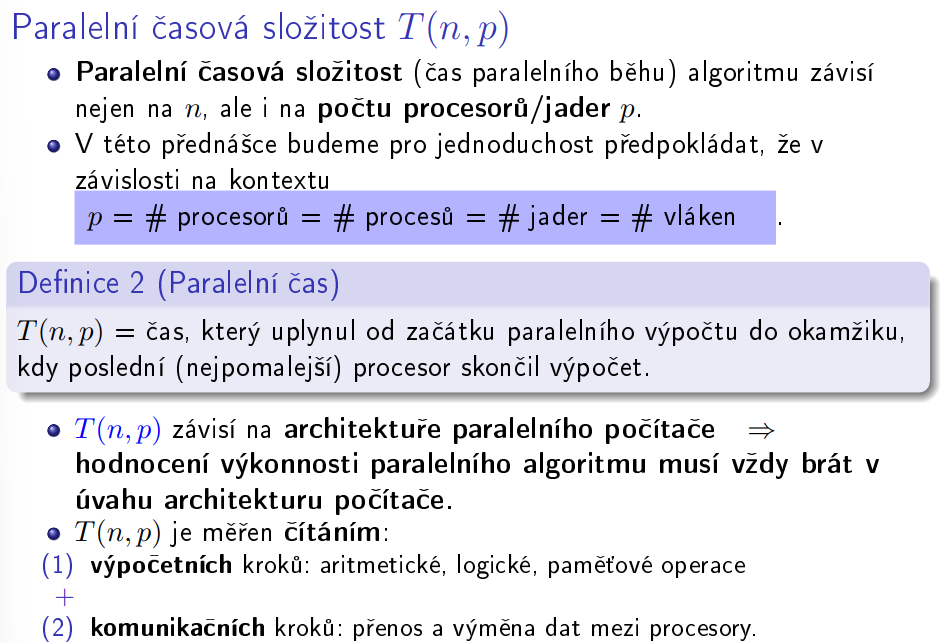 Paralelní časová složitost T(n, p)
Paralelní časová složitost (čas paralelního běhu) algoritmu závisí
nejen na n, ale i na počtu procesorů/jader p.
V této přednášce budeme pro jednoduchost předpokládat, že v
závislosti na kontextu
p = # procesorů = # procesů = # jader = # vláken .
Definice 2 (Paralelní čas)
T(n, p) = čas, který uplynul od začátku paralelního výpočtu do okamžiku,
kdy poslední (nejpomalejší) procesor skončil výpočet.
T(n, p) závisí na architektuře paralelního počítače ⇒
hodnocení výkonnosti paralelního algoritmu musí vždy brát v
úvahu architekturu počítače.
T(n, p) je měřen čítáním:
(1) výpočetních kroků: aritmetické, logické, paměťové operace
+
(2) komunikačních kroků: přenos a výměna dat mezi procesory.